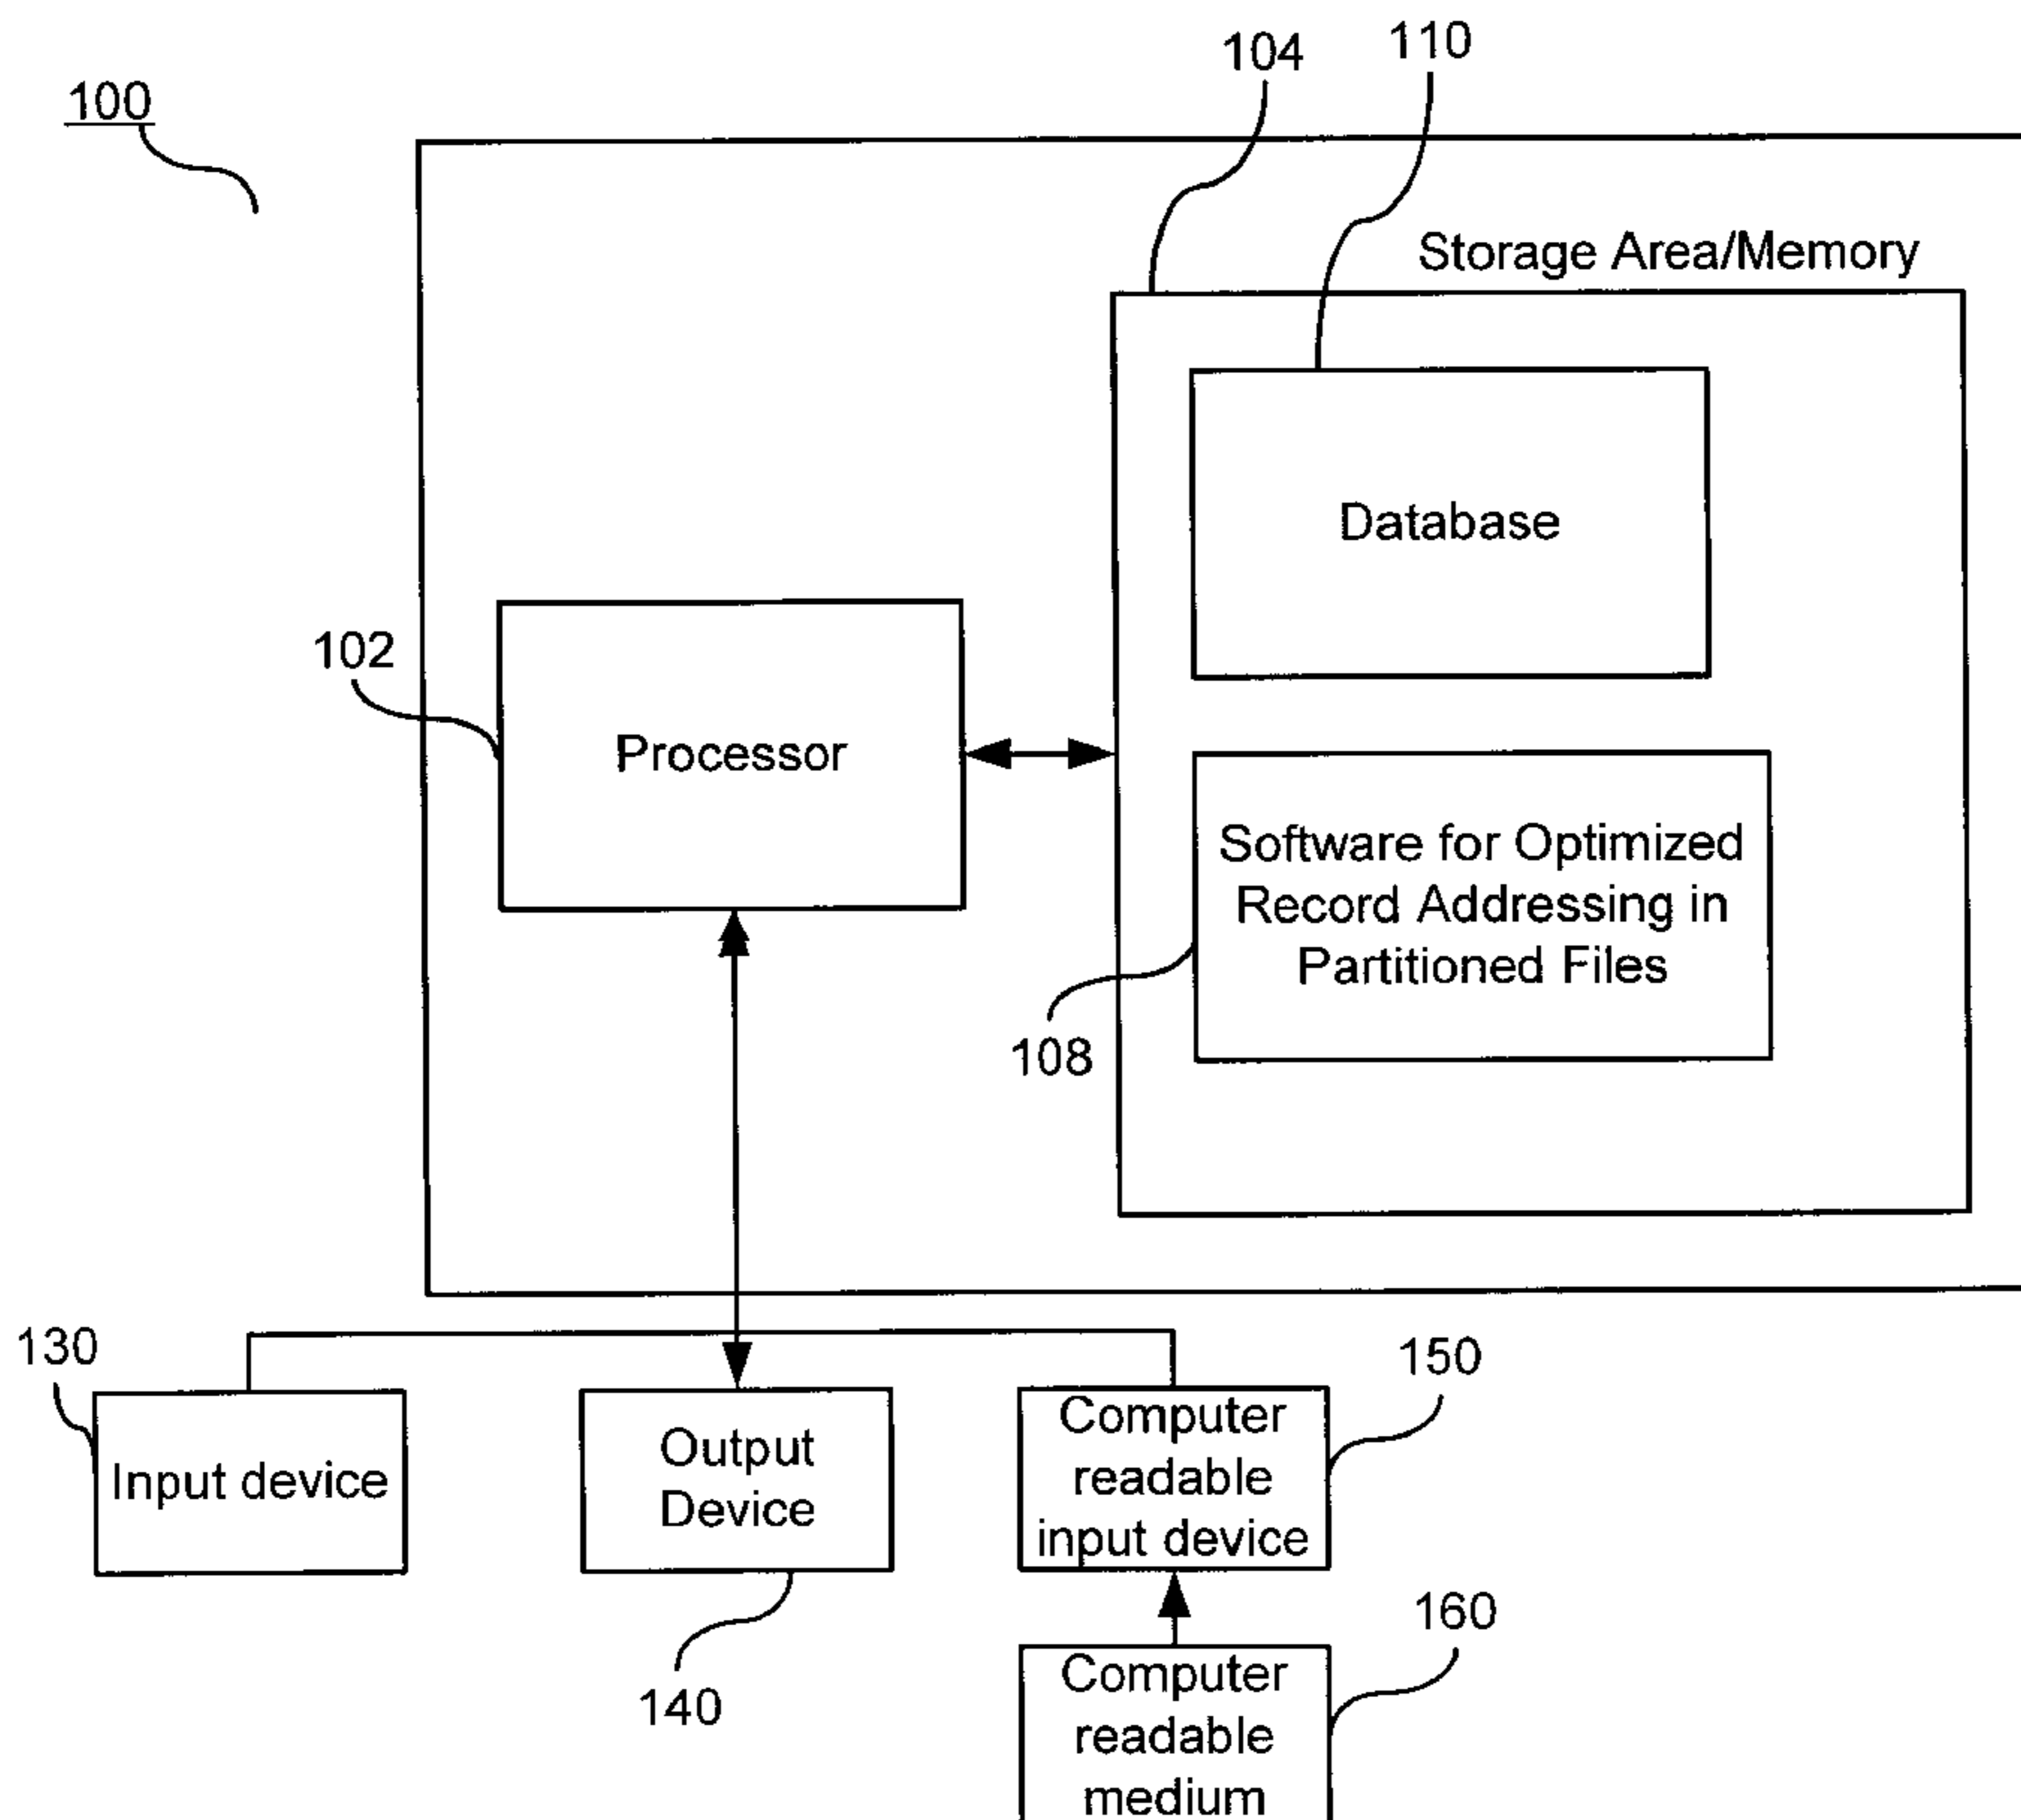 104
110
100
Storage Area/Memory
Database
102
Processor
Software for Optimized
Record Addressing in
Partitioned Files
108
130
150
Input device
Output
Device
Computer
readable
input device
160
140
Computer
readable
medium